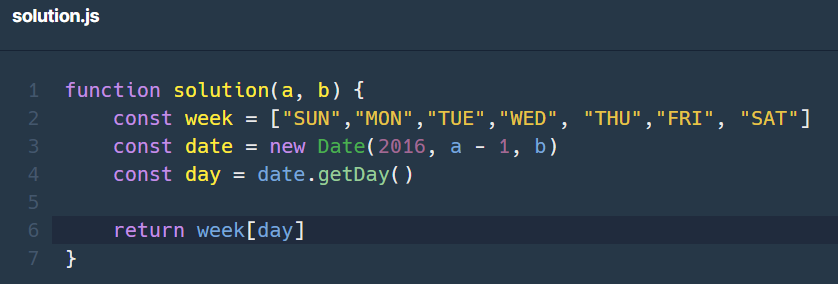 solution.js
1 function solution(a, b) {
2     const week = ["SUN","MON","TUE","WED", "THU","FRI", "SAT"]
3     const date = new Date(2016, a - 1, b)
4     const day = date.getDay()
5
6     return week[day]
7 }